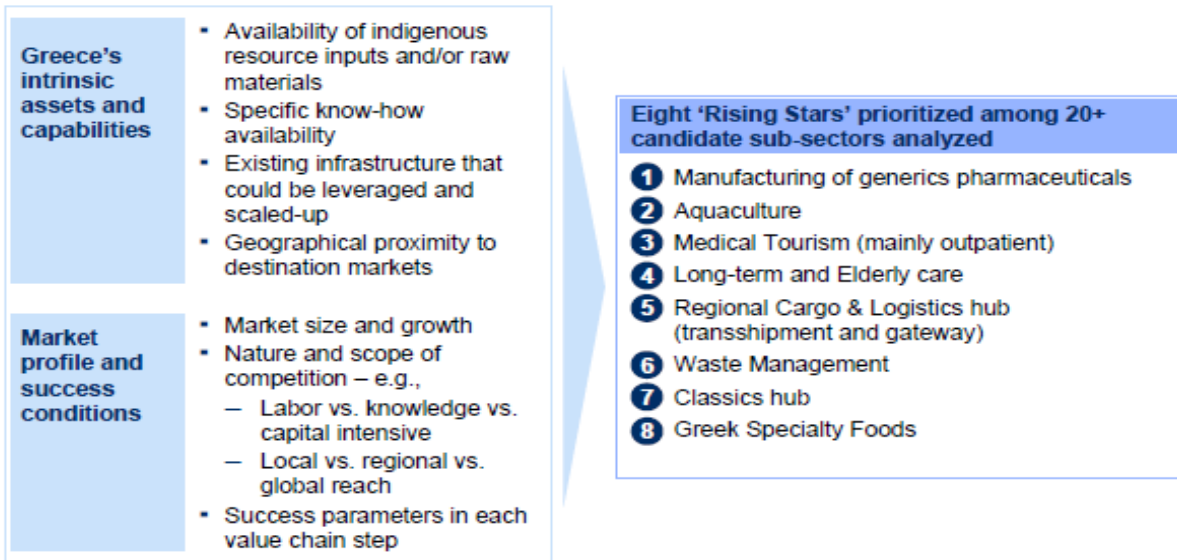 Greece's
intrinsic
assets and
capabilities
▪ Availability of indigenous
resource inputs and/or raw
materials
▪ Specific know-how
availability
▪ Existing infrastructure that
could be leveraged and
scaled-up
▪ Geographical proximity to
destination markets
Market
profile and
success
conditions
▪ Market size and growth
▪ Nature and scope of
competition – e.g.,
– Labor vs. knowledge vs.
capital intensive
– Local vs. regional vs.
global reach
▪ Success parameters in each
value chain step
Eight 'Rising Stars' prioritized among 20+
candidate sub-sectors analyzed
1 Manufacturing of generics pharmaceuticals
2 Aquaculture
3 Medical Tourism (mainly outpatient)
4 Long-term and Elderly care
5 Regional Cargo & Logistics hub
(transshipment and gateway)
6 Waste Management
7 Classics hub
8 Greek Specialty Foods